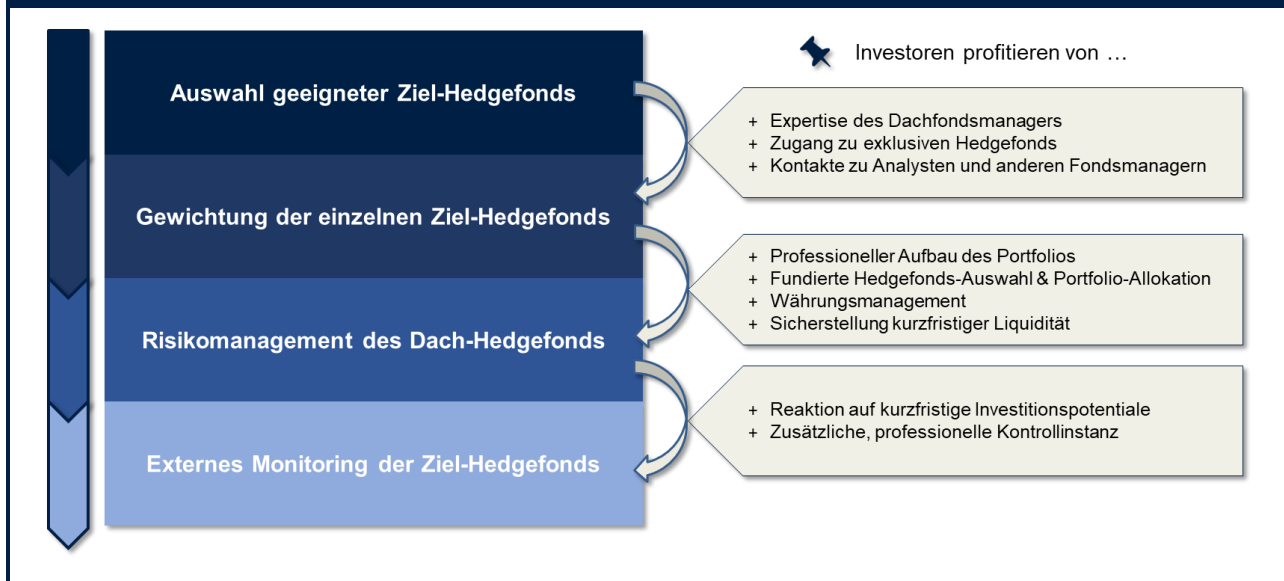 Auswahl geeigneter Ziel-Hedgefonds
Gewichtung der einzelnen Ziel-Hedgefonds
Risikomanagement des Dach-Hedgefonds
Externes Monitoring der Ziel-Hedgefonds
Investoren profitieren von …
+ Expertise des Dachfondsmanagers
+ Zugang zu exklusiven Hedgefonds
+ Kontakte zu Analysten und anderen Fondsmanagern
+ Professioneller Aufbau des Portfolios
+ Fundierte Hedgefonds-Auswahl & Portfolio-Allokation
+ Währungsmanagement
+ Sicherstellung kurzfristiger Liquidität
+ Reaktion auf kurzfristige Investitionspotentiale
+ Zusätzliche, professionelle Kontrollinstanz